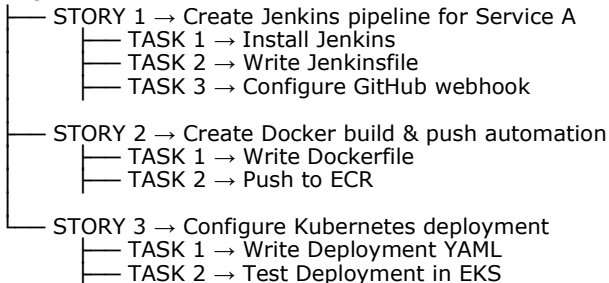 STORY 1 → Create Jenkins pipeline for Service A
TASK 1 → Install Jenkins
TASK 2 → Write Jenkinsfile
TASK 3 → Configure GitHub webhook
STORY 2 → Create Docker build & push automation
TASK 1 → Write Dockerfile
TASK 2 → Push to ECR
STORY 3 → Configure Kubernetes deployment
TASK 1 → Write Deployment YAML
TASK 2 → Test Deployment in EKS